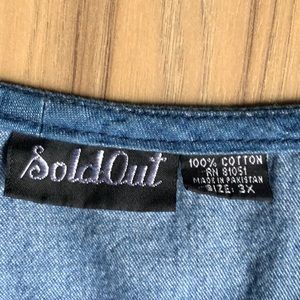 SoldOut
100% COTTON
RN 81051
MADE IN PAKISTAN
SIZE: 3X